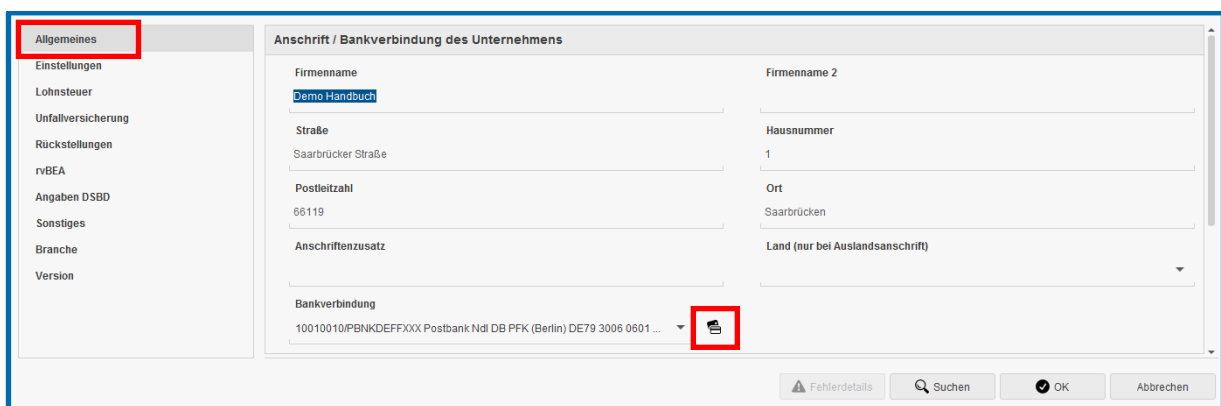 Allgemeines
Einstellungen
Lohnsteuer
Unfallversicherung
Rückstellungen
rvBEA
Angaben DSBD
Sonstiges
Branche
Version
Anschrift / Bankverbindung des Unternehmens
Firmenname
Demo Handbuch
Firmenname 2
Straße
Saarbrücker Straße
Hausnummer
1
Postleitzahl
66119
Ort
Saarbrücken
Anschriftenzusatz
Land (nur bei Auslandsanschrift)
Bankverbindung
10010010/PBNKDEFFXXX Postbank Ndl DB PFK (Berlin) DE79 3006 0601 ...
Fehlerdetails
Suchen
OK
Abbrechen